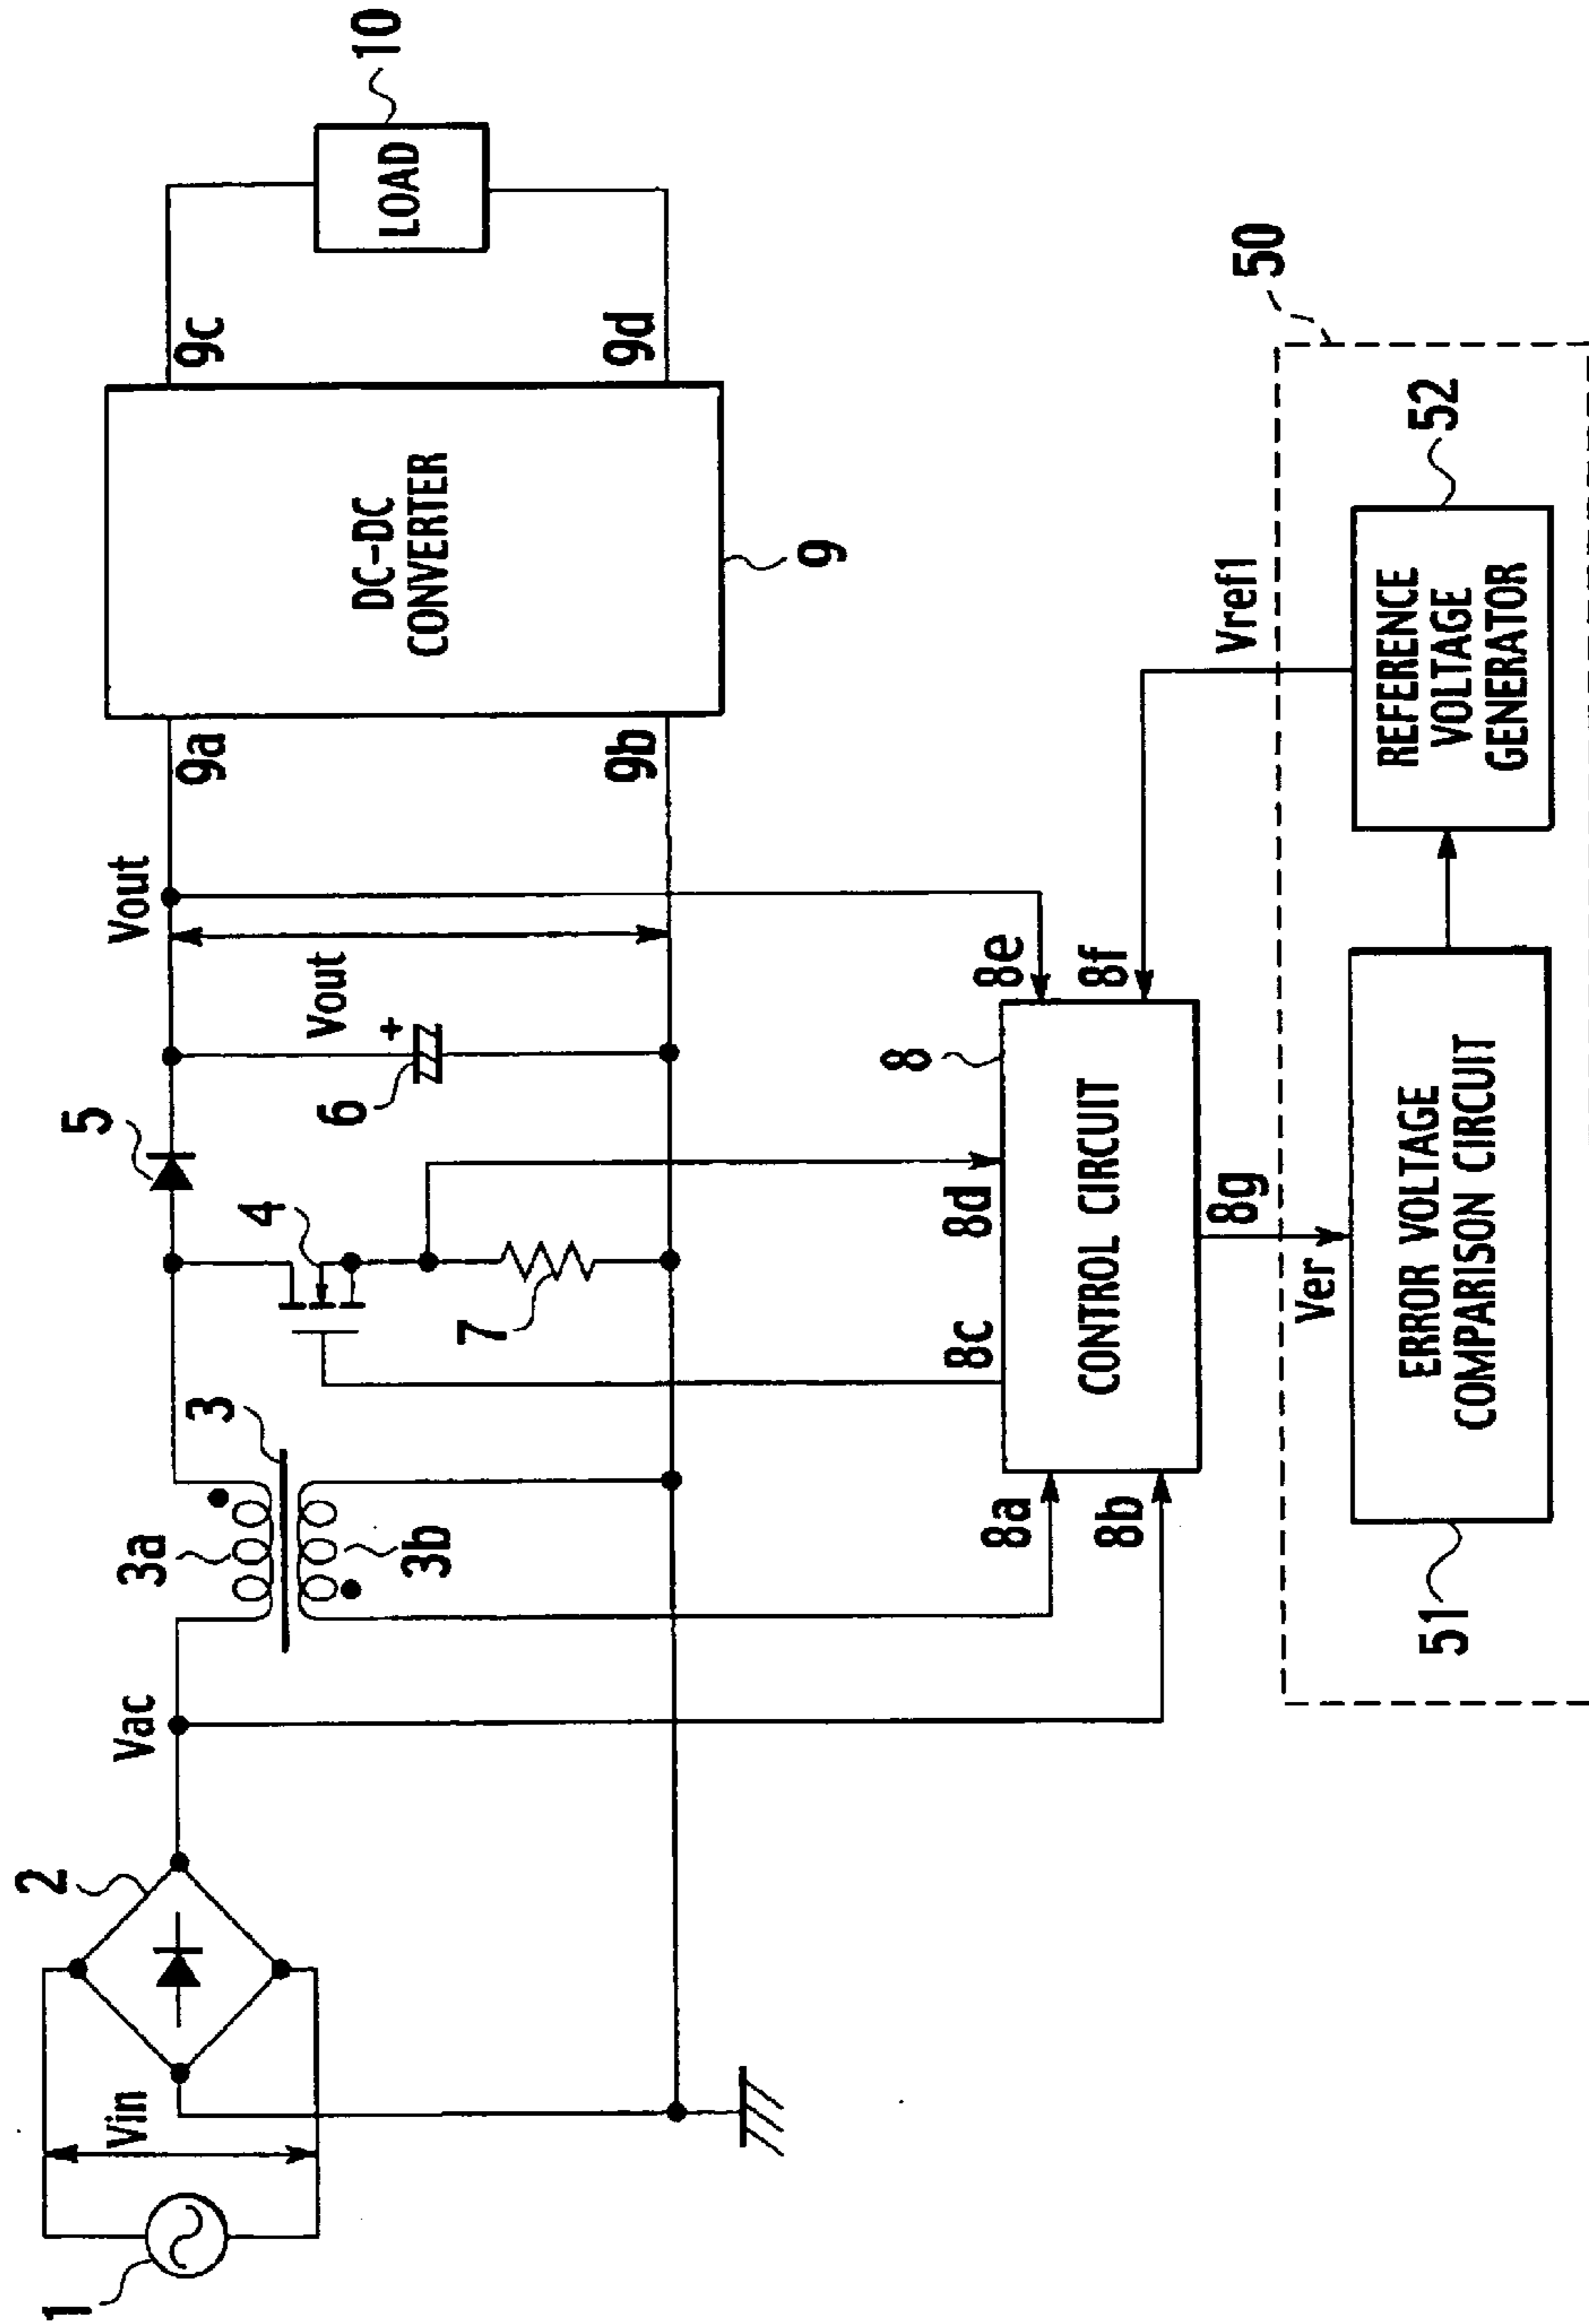 1
Vin
2
Vac
3a
3
3b
4
5
7
6
+
Vout
Vout
9a
9b
DC-DC
CONVERTER
9
9c
9d
LOAD
10
8a
8b
8c
8d
8
8e
8f
CONTROL CIRCUIT
8g
Ver
Vref1
50
51
ERROR VOLTAGE
COMPARISON CIRCUIT
52
REFERENCE
VOLTAGE
GENERATOR